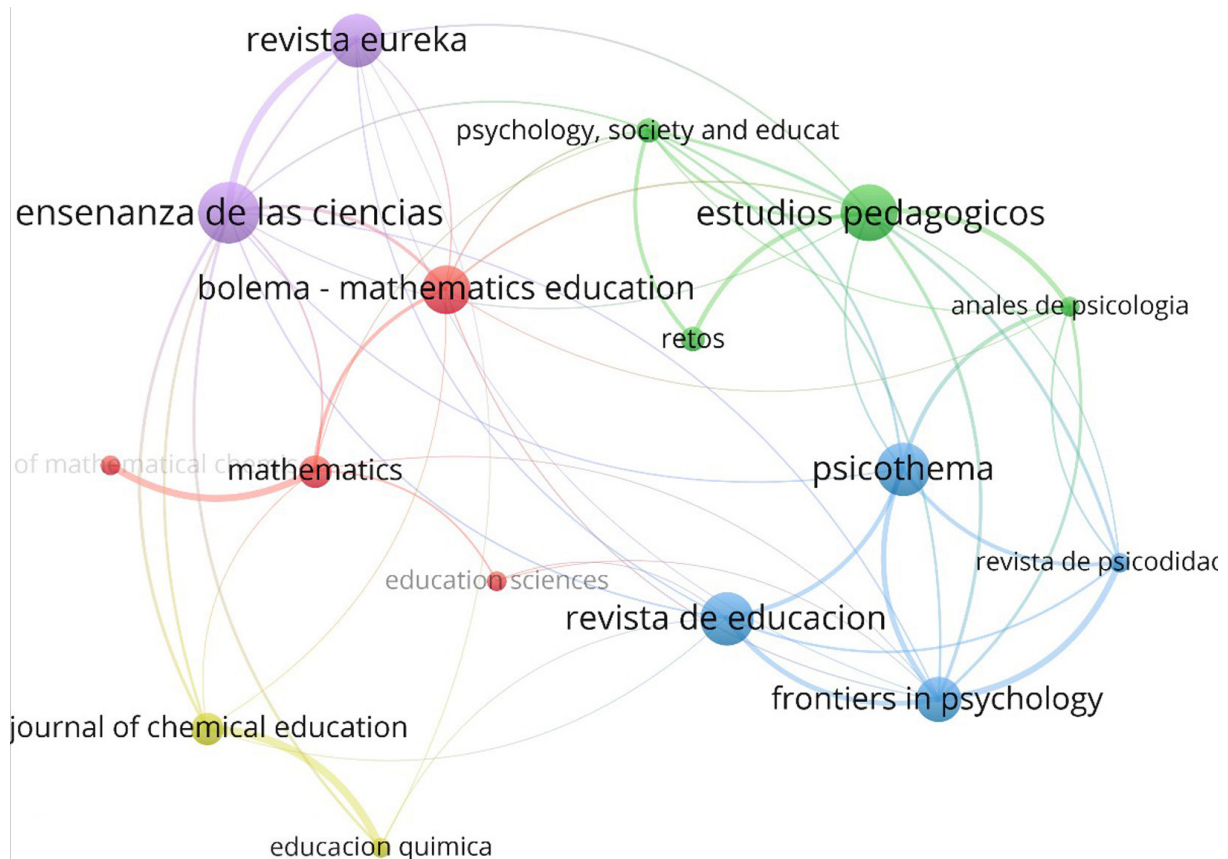 revista eureka
psychology, society and educat
ensenanza de las ciencias
estudios pedagogicos
bolema - mathematics education
anales de psicologia
retos
of mathematical chemis
mathematics
psicothema
revista de psicodidac
education sciences
revista de educacion
frontiers in psychology
journal of chemical education
educacion quimica